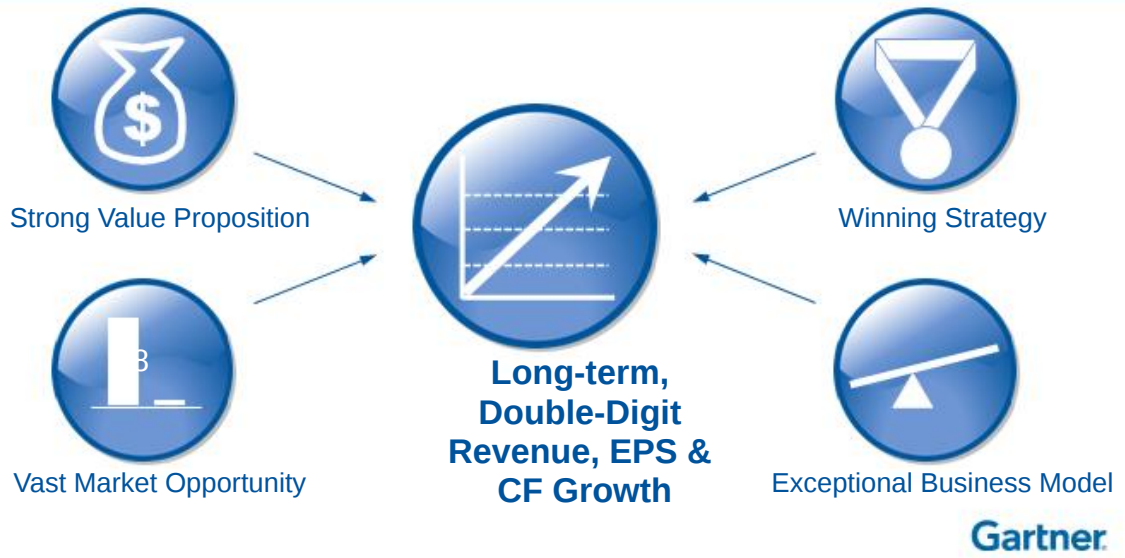 $
Strong Value Proposition
Winning Strategy
8
Vast Market Opportunity
Long-term,
Double-Digit
Revenue, EPS &
CF Growth
Exceptional Business Model
Gartner